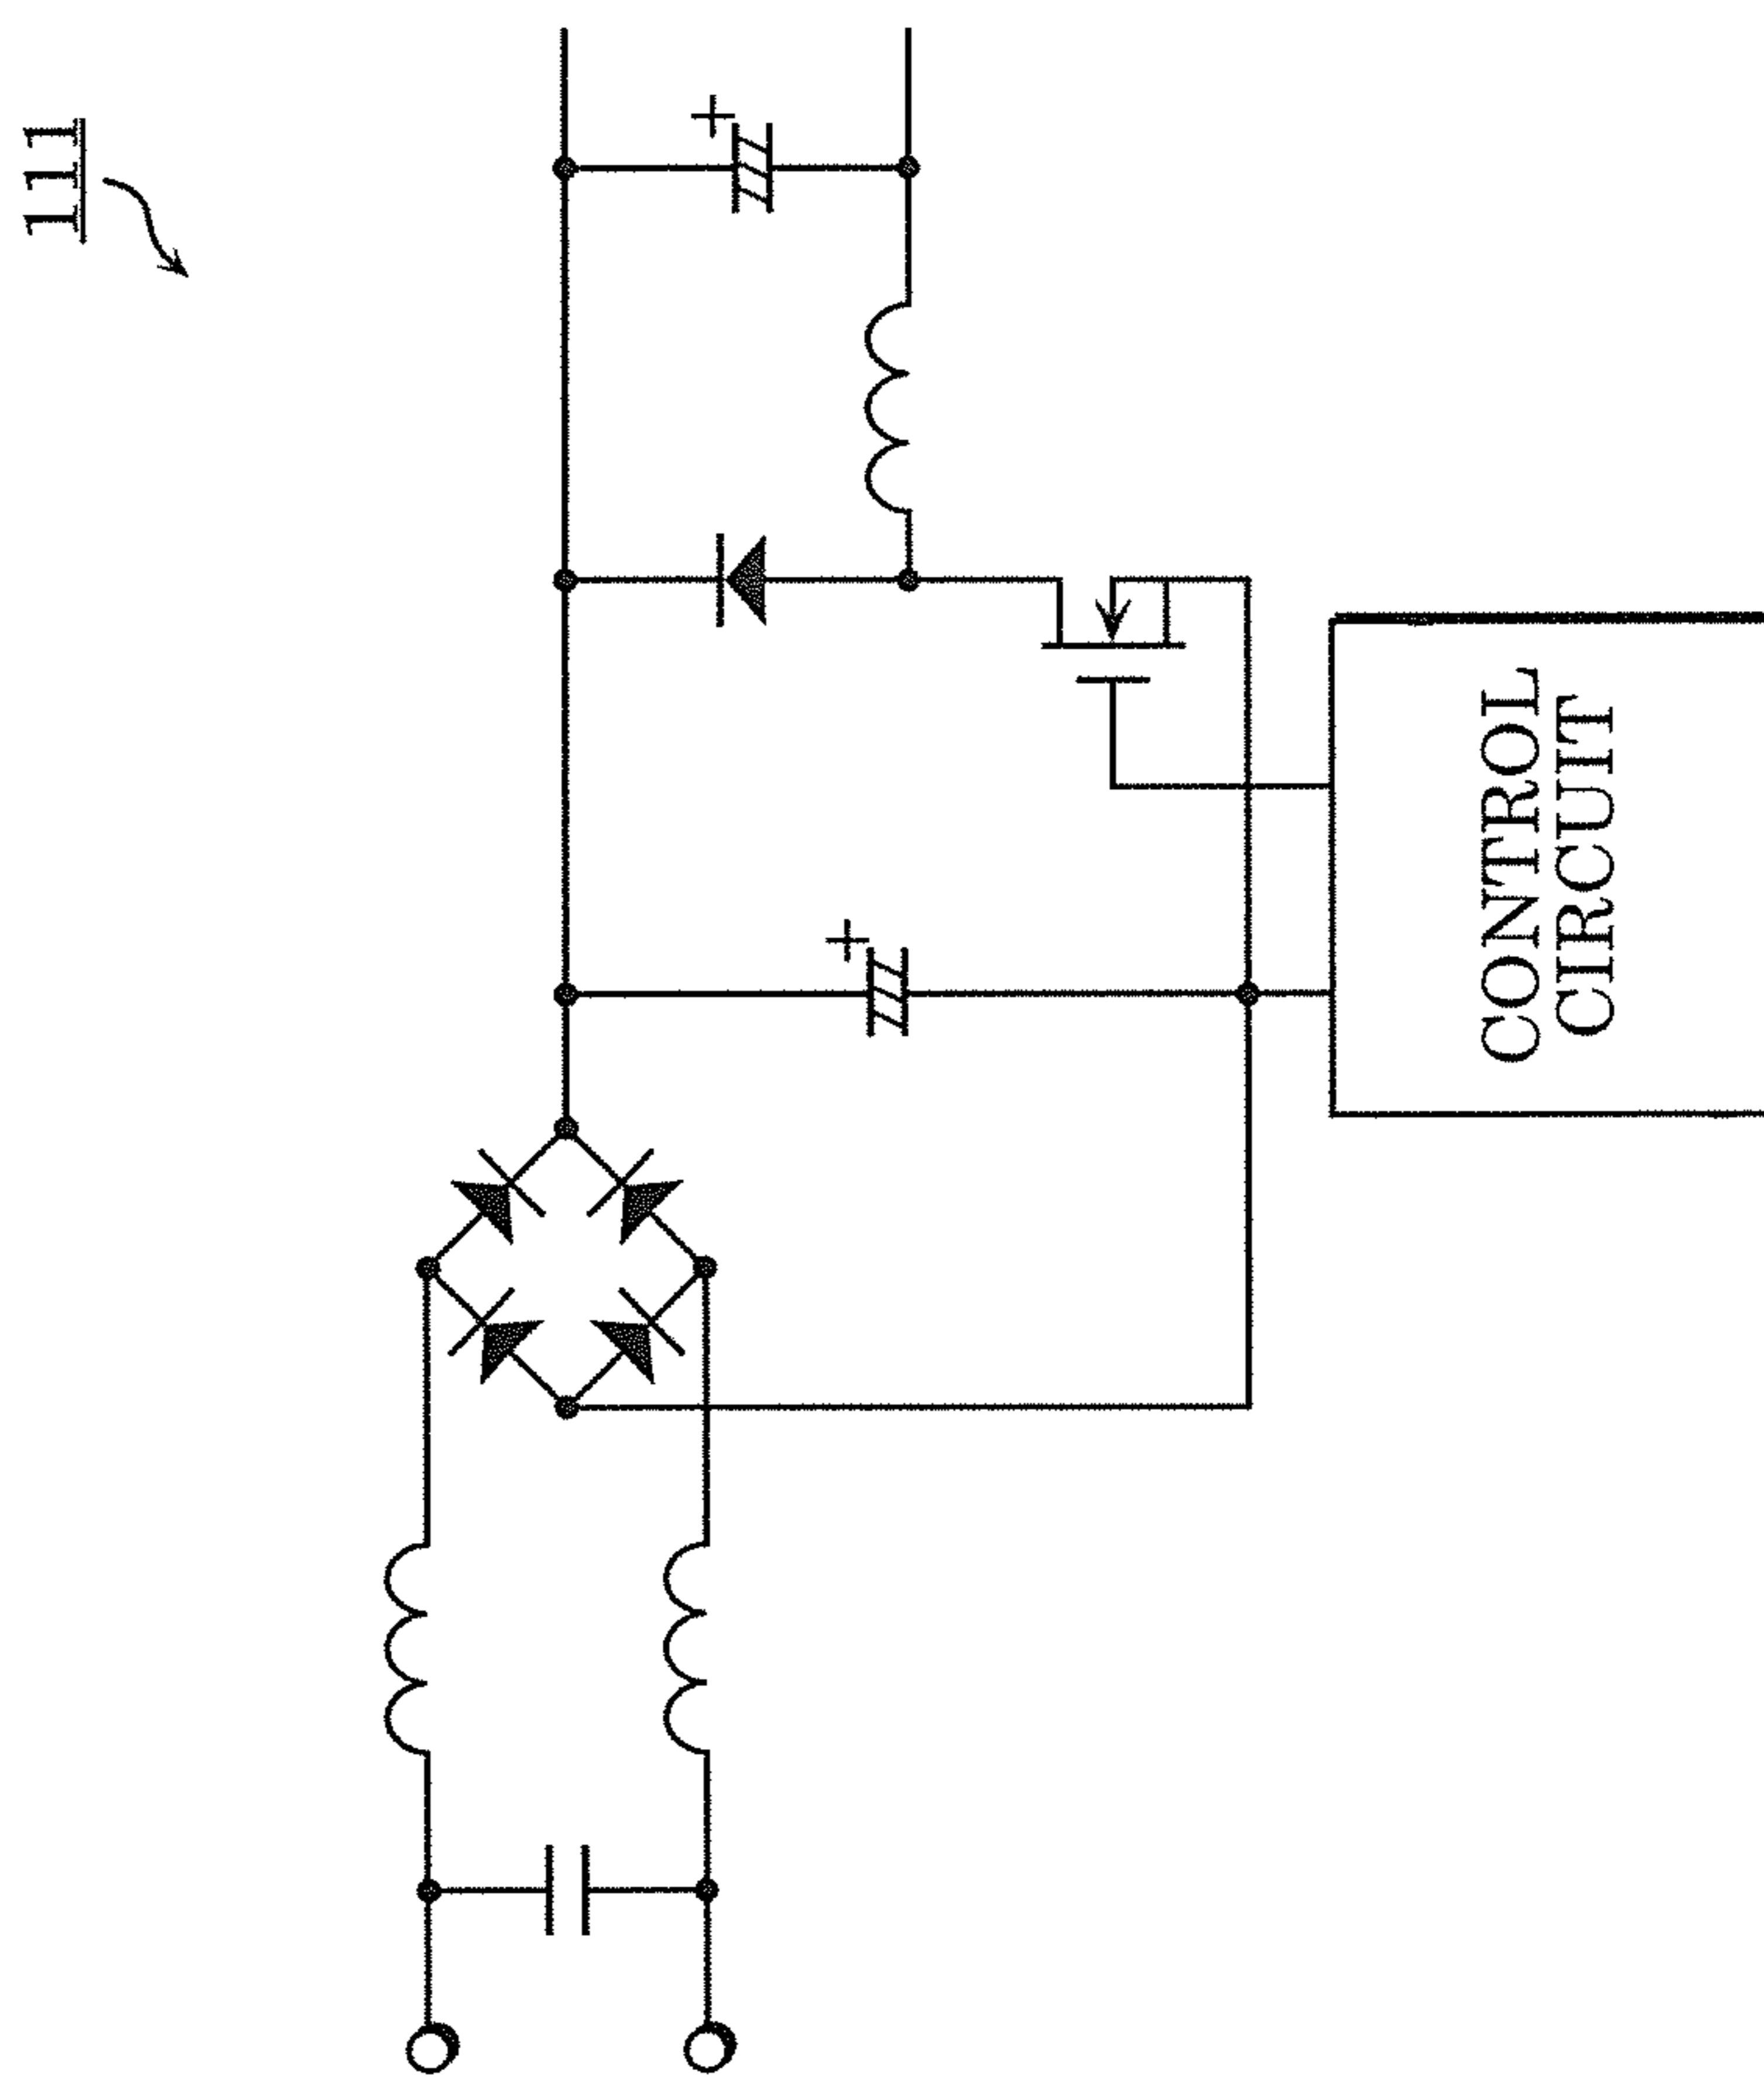 111
+
+
CONTROL
CIRCUIT